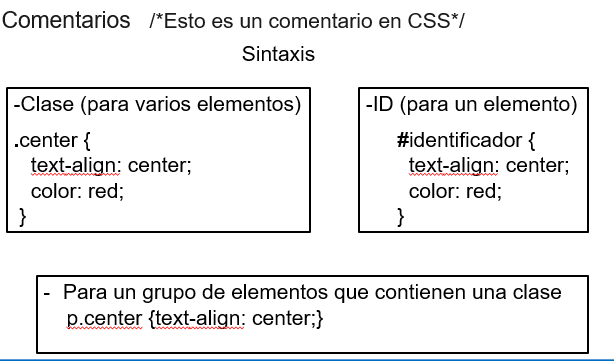 Comentarios /*Esto es un comentario en CSS*/
Sintaxis
-Clase (para varios elementos)
.center {
text-align: center;
color: red;
}
-ID (para un elemento)
#identificador {
text-align: center;
color: red;
}
- Para un grupo de elementos que contienen una clase
p.center {text-align: center;}